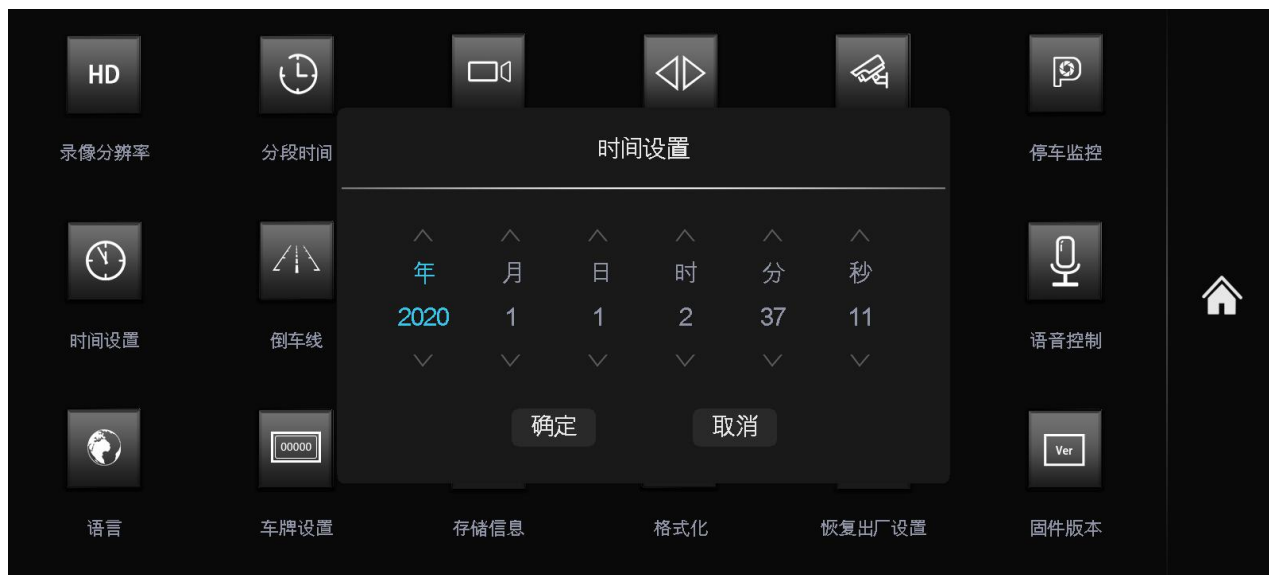 HD
录像分辨率
分段时间
停车监控
时间设置
年 月 日 时 分 秒
2020 1 1 2 37 11
确定 取消
时间设置
倒车线
语音控制
00000
Ver
语言
车牌设置
存储信息
格式化
恢复出厂设置
固件版本